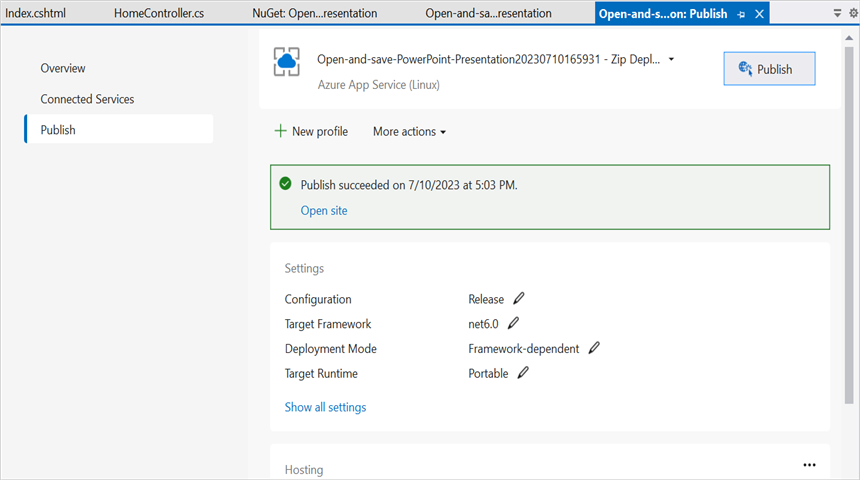 Index.cshtml HomeController.cs NuGet: Open...resentation Open-and-sa...resentation Open-and-s...on: Publish
Overview
Connected Services
Publish
Open-and-save-PowerPoint-Presentation20230710165931 - Zip Depl...
Azure App Service (Linux)
Publish
New profile More actions
Publish succeeded on 7/10/2023 at 5:03 PM.
Open site
Settings
Configuration Release
Target Framework net6.0
Deployment Mode Framework-dependent
Target Runtime Portable
Show all settings
Hosting